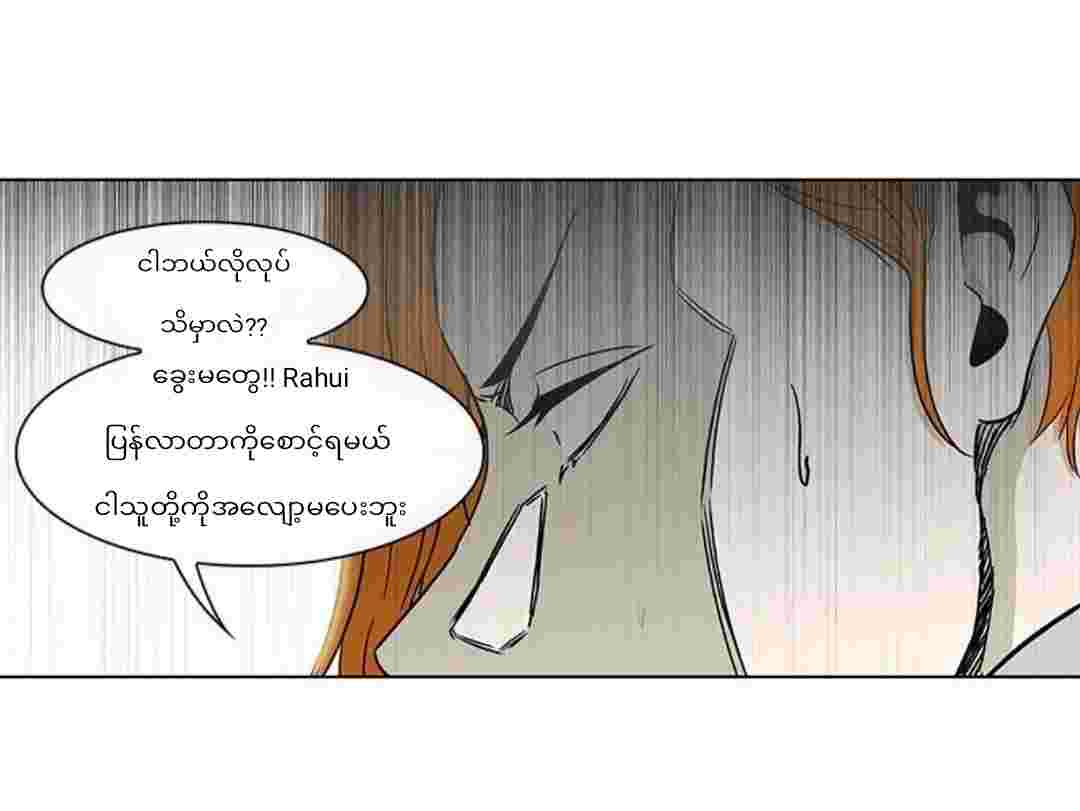 ငါဘယ်လိုလုပ်
သိမှာလဲ??
ခွေးမတွေ!! Rahui
ပြန်လာတာကိုစောင့်ရမယ်
ငါသူတို့ကိုအလျော့မပေးဘူး